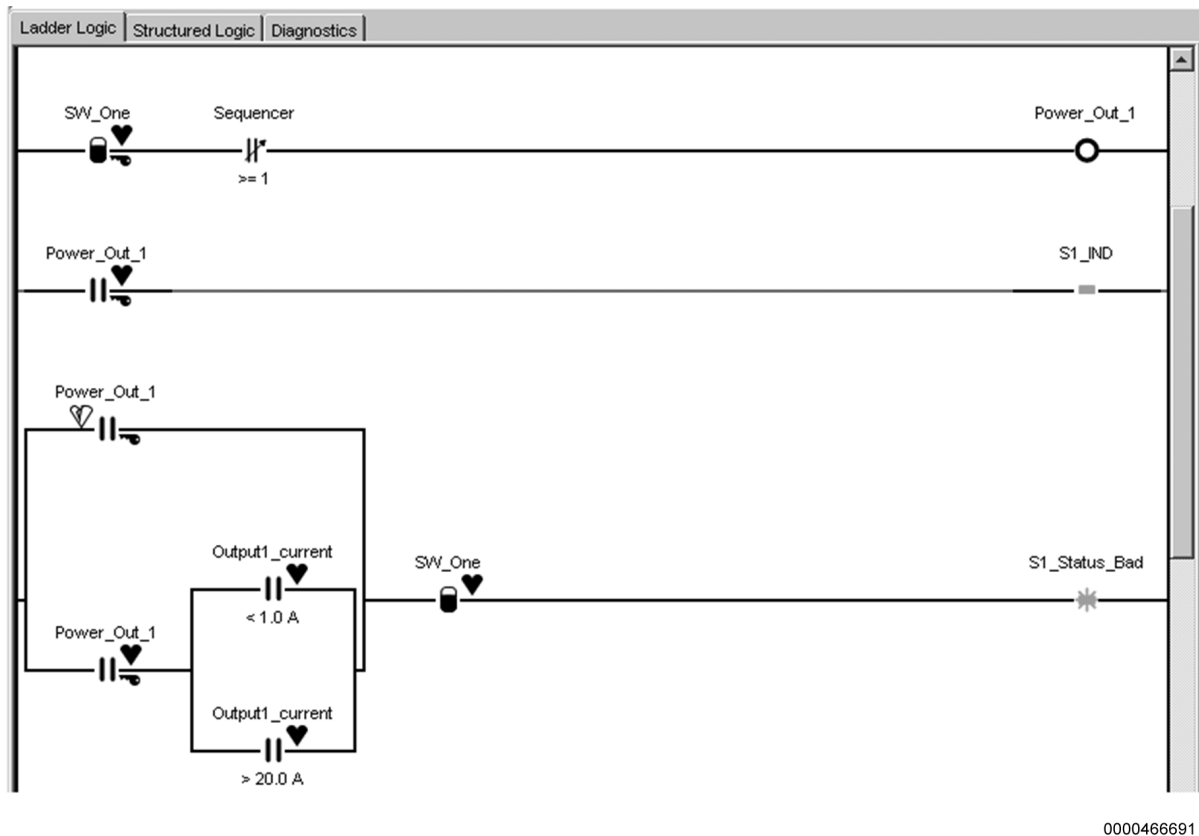 Ladder Logic Structured Logic Diagnostics
SW_One Sequencer Power_Out_1
>= 1
Power_Out_1 S1_IND
Power_Out_1
Output1_current SW_One S1_Status_Bad
< 1.0 A
Power_Out_1
Output1_current
> 20.0 A
0000466691